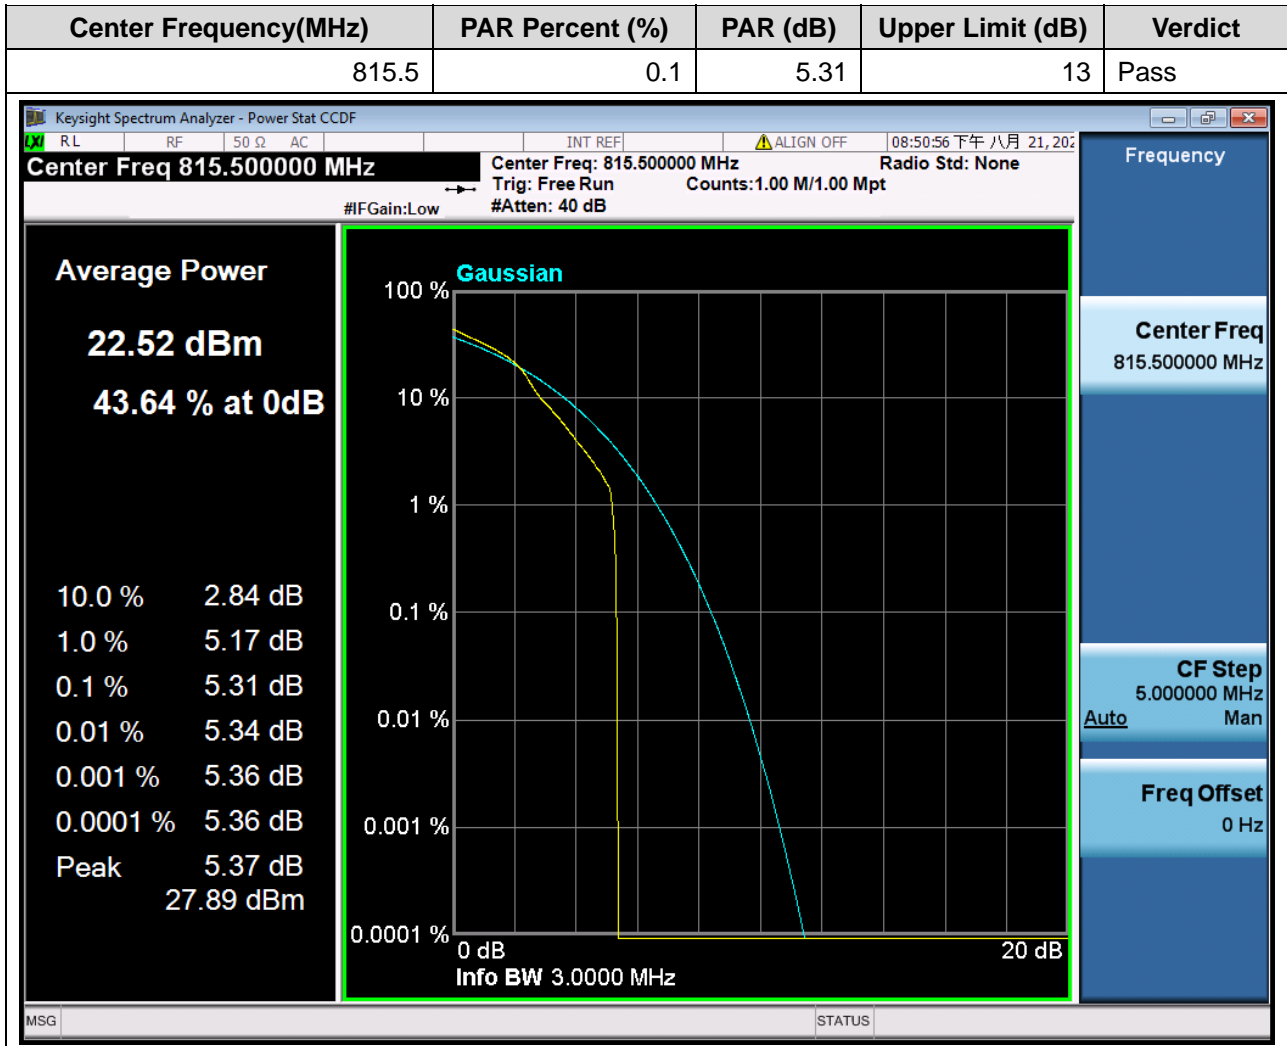 Center Frequency(MHz) PAR Percent (%) PAR (dB) Upper Limit (dB) Verdict
815.5 0.1 5.31 13 Pass
Keysight Spectrum Analyzer - Power Stat CCDF
LXI RL RF 50 Ω AC INT REF ALIGN OFF 08:50:56 下午 八月 21, 202
Center Freq 815.500000 MHz
Center Freq: 815.500000 MHz Radio Std: None
Trig: Free Run Counts:1.00 M/1.00 Mpt
#IFGain:Low #Atten: 40 dB
Average Power
22.52 dBm
43.64 % at 0dB
10.0 % 2.84 dB
1.0 % 5.17 dB
0.1 % 5.31 dB
0.01 % 5.34 dB
0.001 % 5.36 dB
0.0001 % 5.36 dB
Peak 5.37 dB
27.89 dBm
Gaussian
100 %
10 %
1 %
0.1 %
0.01 %
0.001 %
0.0001 %
0 dB 20 dB
Info BW 3.0000 MHz
Frequency
Center Freq
815.500000 MHz
CF Step
5.000000 MHz
Auto Man
Freq Offset
0 Hz
MSG STATUS